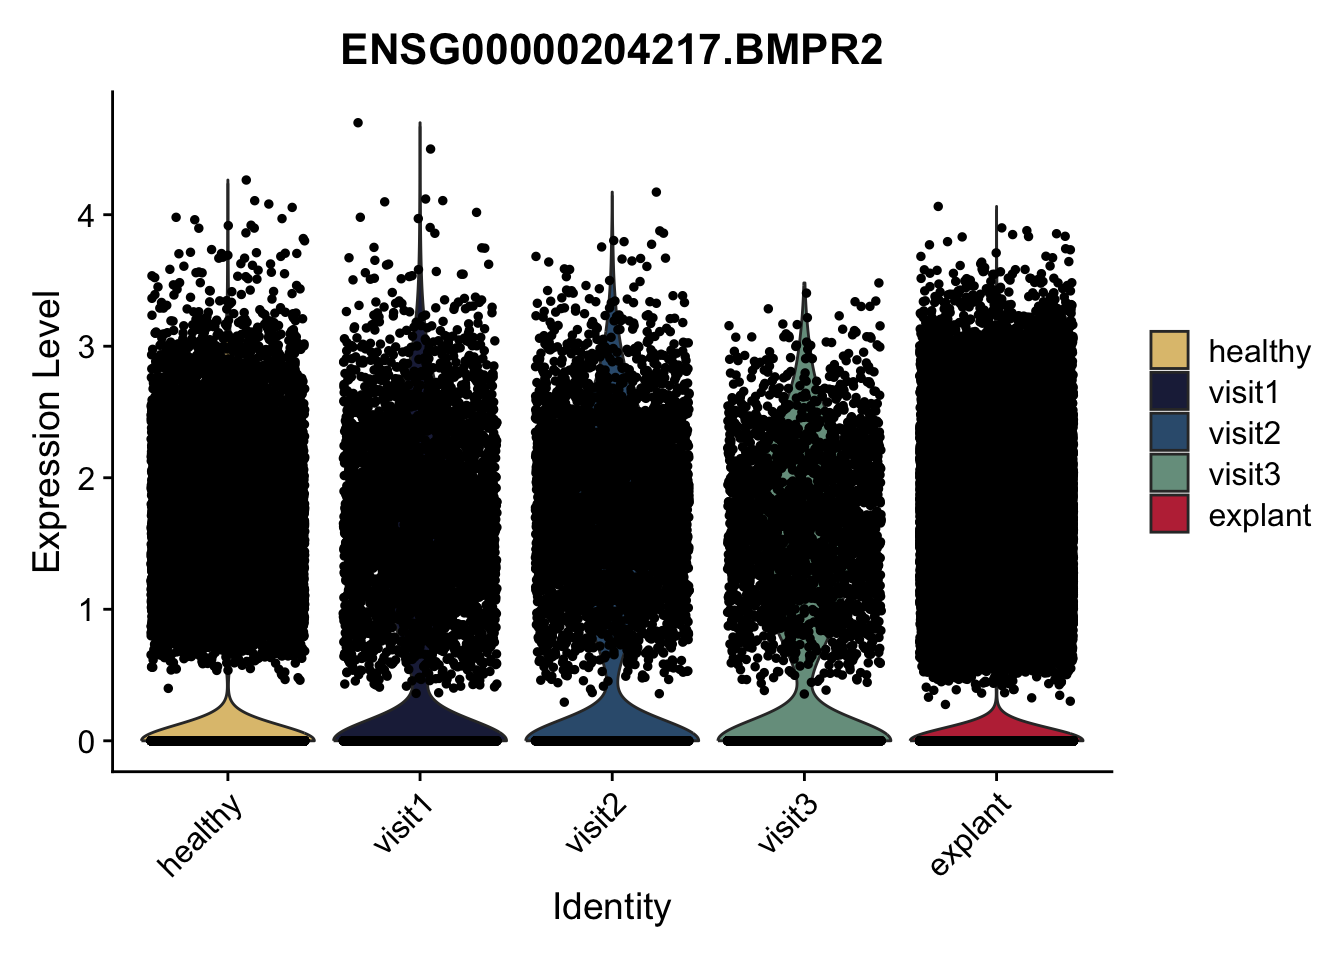 ENSG00000204217.BMPR2
Expression Level
4
3
2
1
0
healthy
visit1
visit2
visit3
explant
Identity
healthy
visit1
visit2
visit3
explant